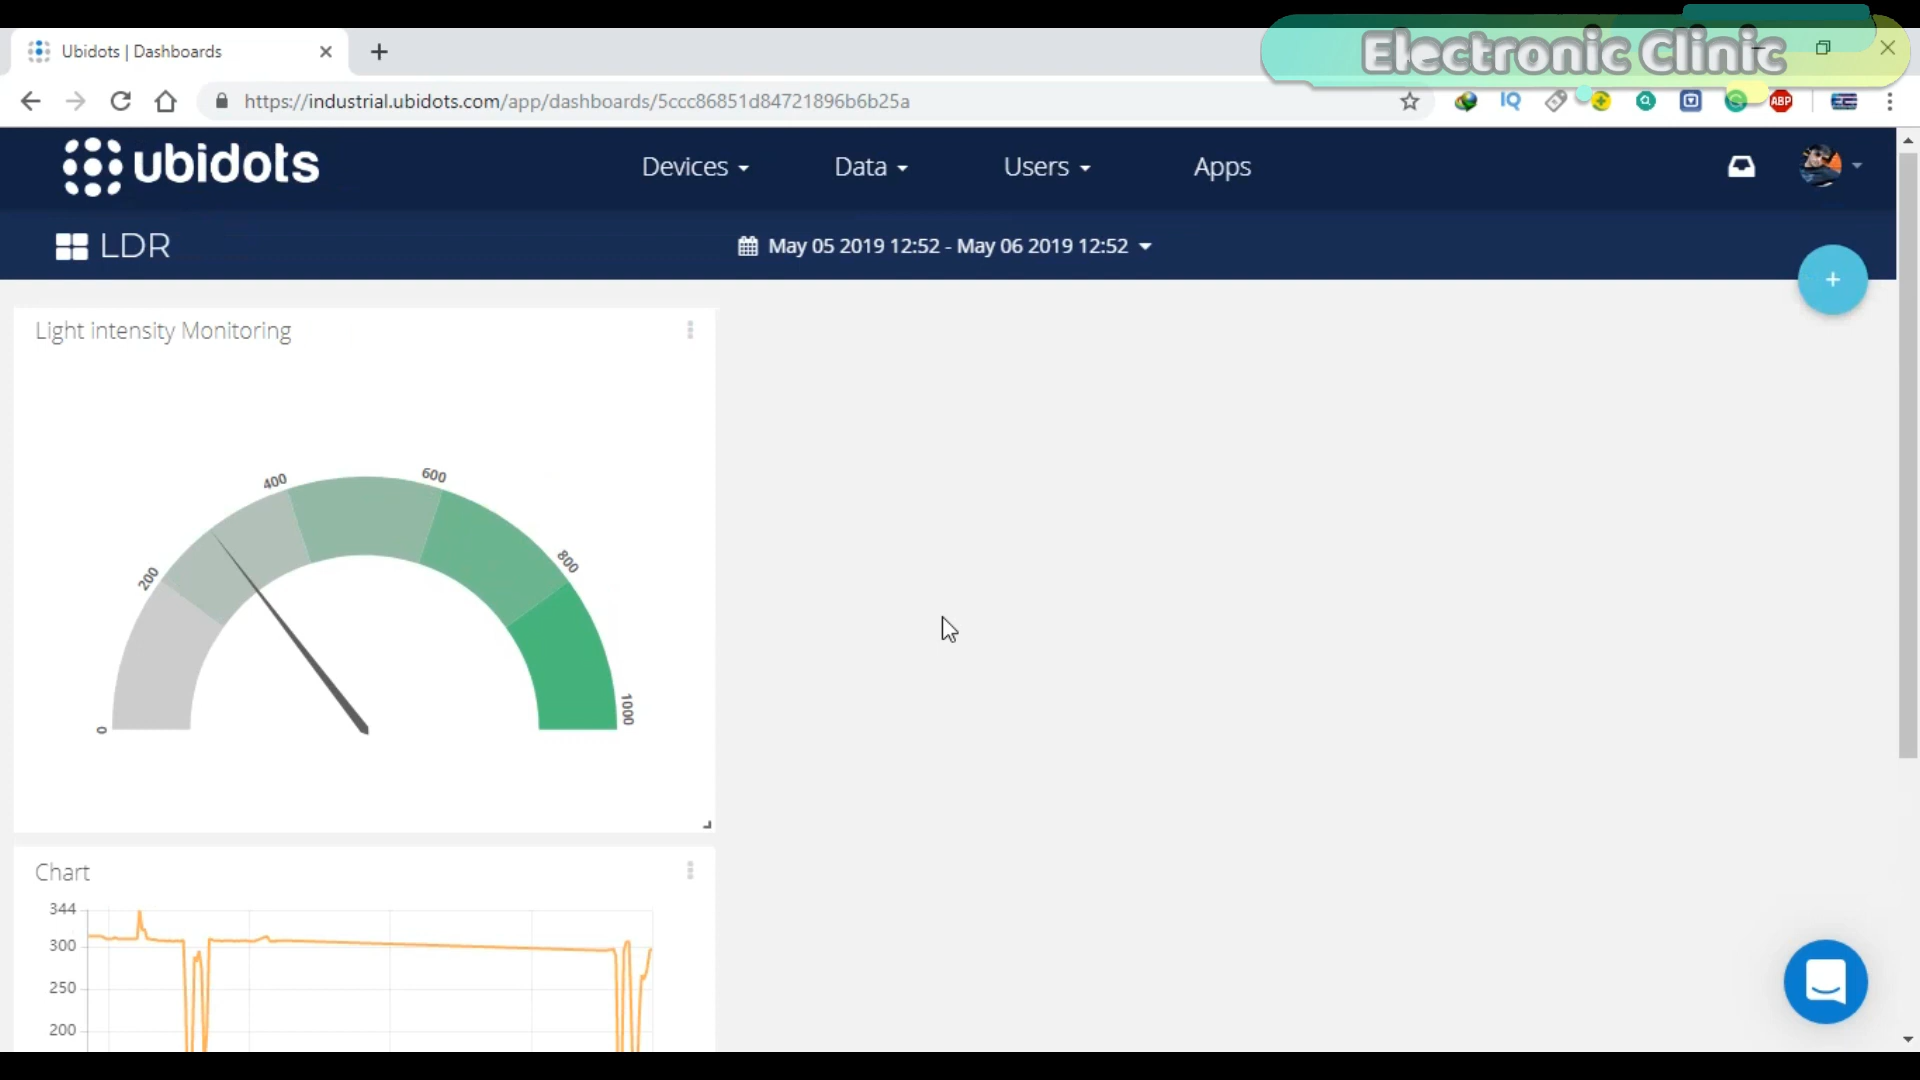 Electronic Clinic
Ubidots | Dashboards
https://industrial.ubidots.com/app/dashboards/5ccc86851d84721896b6b25a
IQ
ABP
ubidots
Devices
Data
Users
Apps
LDR
May 05 2019 12:52 - May 06 2019 12:52
+
Light intensity Monitoring
0
200
400
600
800
1000
Chart
344
300
250
200